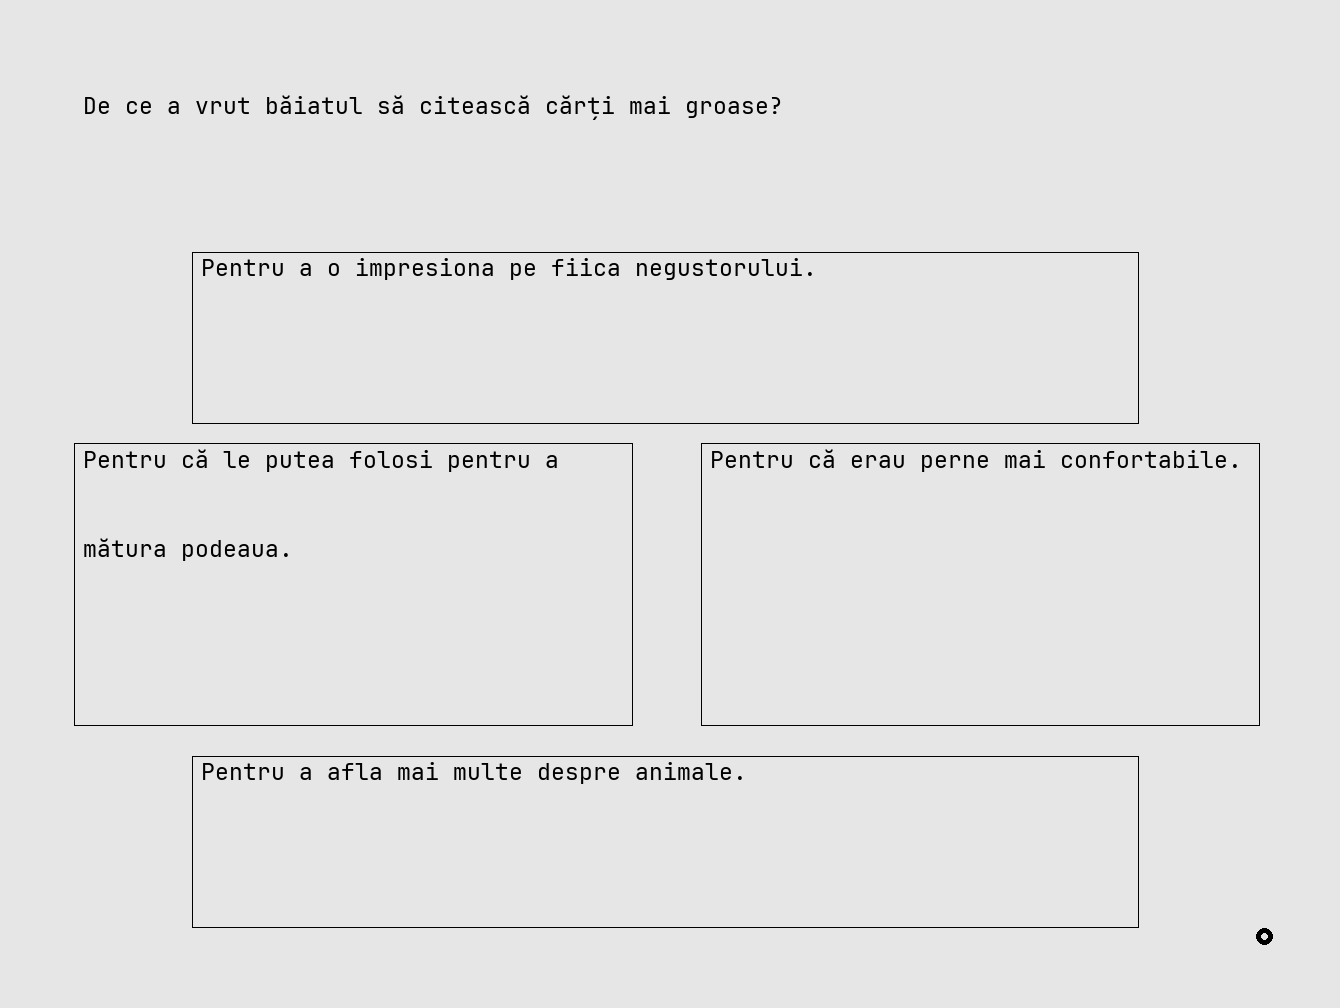 De ce a vrut băiatul să citească cărți mai groase?
Pentru a o impresiona pe fiica negustorului.
Pentru că le putea folosi pentru a
mătura podeaua.
Pentru că erau perne mai confortabile.
Pentru a afla mai multe despre animale.